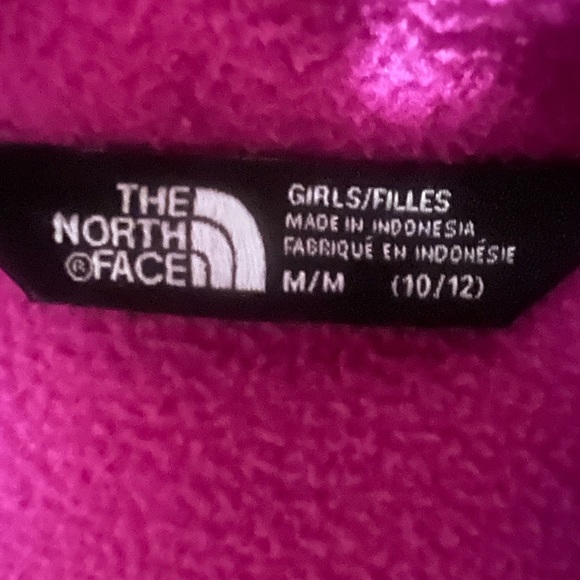 THE
NORTH
®FACE
GIRLS/FILLES
MADE IN INDONESIA
FABRIQUÉ EN INDONÉSIE
M/M (10/12)